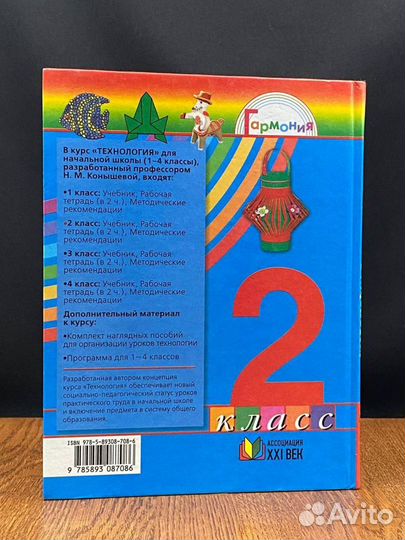 Гармония
В курс «ТЕХНОЛОГИЯ» для
начальной школы (1–4 классы),
разработанный профессором
Н. М. Конышевой, входят:
•1 класс: Учебник, Рабочая
тетрадь (в 2 ч.), Методические
рекомендации
•2 класс: Учебник, Рабочая
тетрадь (в 2 ч.), Методические
рекомендации
•3 класс: Учебник, Рабочая
тетрадь (в 2 ч.), Методические
рекомендации
•4 класс: Учебник, Рабочая
тетрадь (в 2 ч.), Методические
рекомендации
Дополнительный материал
к курсу:
•Комплект наглядных пособий
для организации уроков технологии
•Программа для 1–4 классов
Разработанная автором концепция
курса «Технология» обеспечивает новый
социально-педагогический статус уроков
практического труда в начальной школе
и включение предмета в систему общего
образования.
2
класс
ISBN 978-5-89308-708-6
9 785893 087086
АССОЦИАЦИЯ
XXI ВЕК
Avito